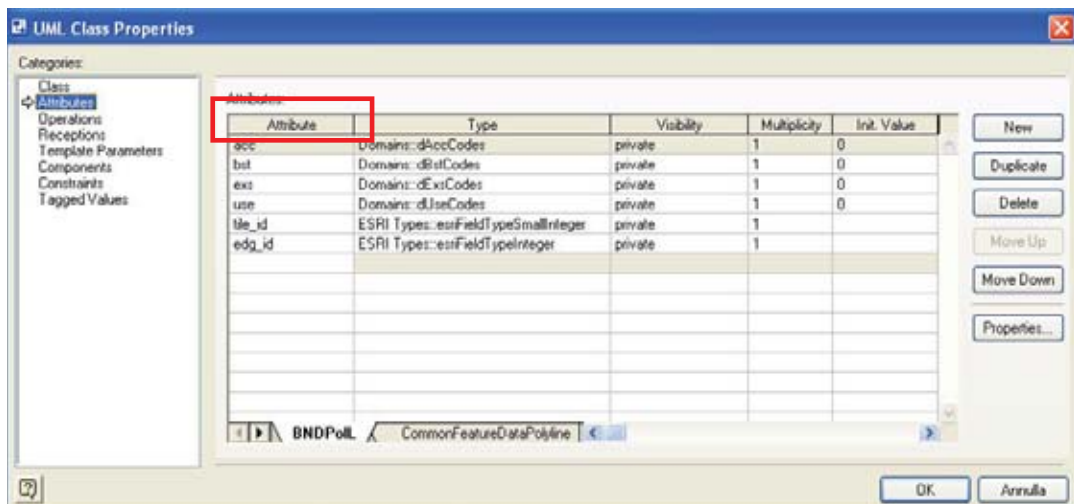 UML Class Properties
Categories:
Class
Attributes
Operations
Receptions
Template Parameters
Components
Constraints
Tagged Values
Attributes:
Attribute Type Visibility Multiplicity Init. Value
acc Domains::dAccCodes private 1 0
bst Domains::dBstCodes private 1 0
exs Domains::dExsCodes private 1 0
use Domains::dUseCodes private 1 0
tile_id ESRI Types::esriFieldTypeSmallInteger private 1
edg_id ESRI Types::esriFieldTypeInteger private 1
New
Duplicate
Delete
Move Up
Move Down
Properties...
BNDPolL CommonFeatureDataPolyline
OK Annulla